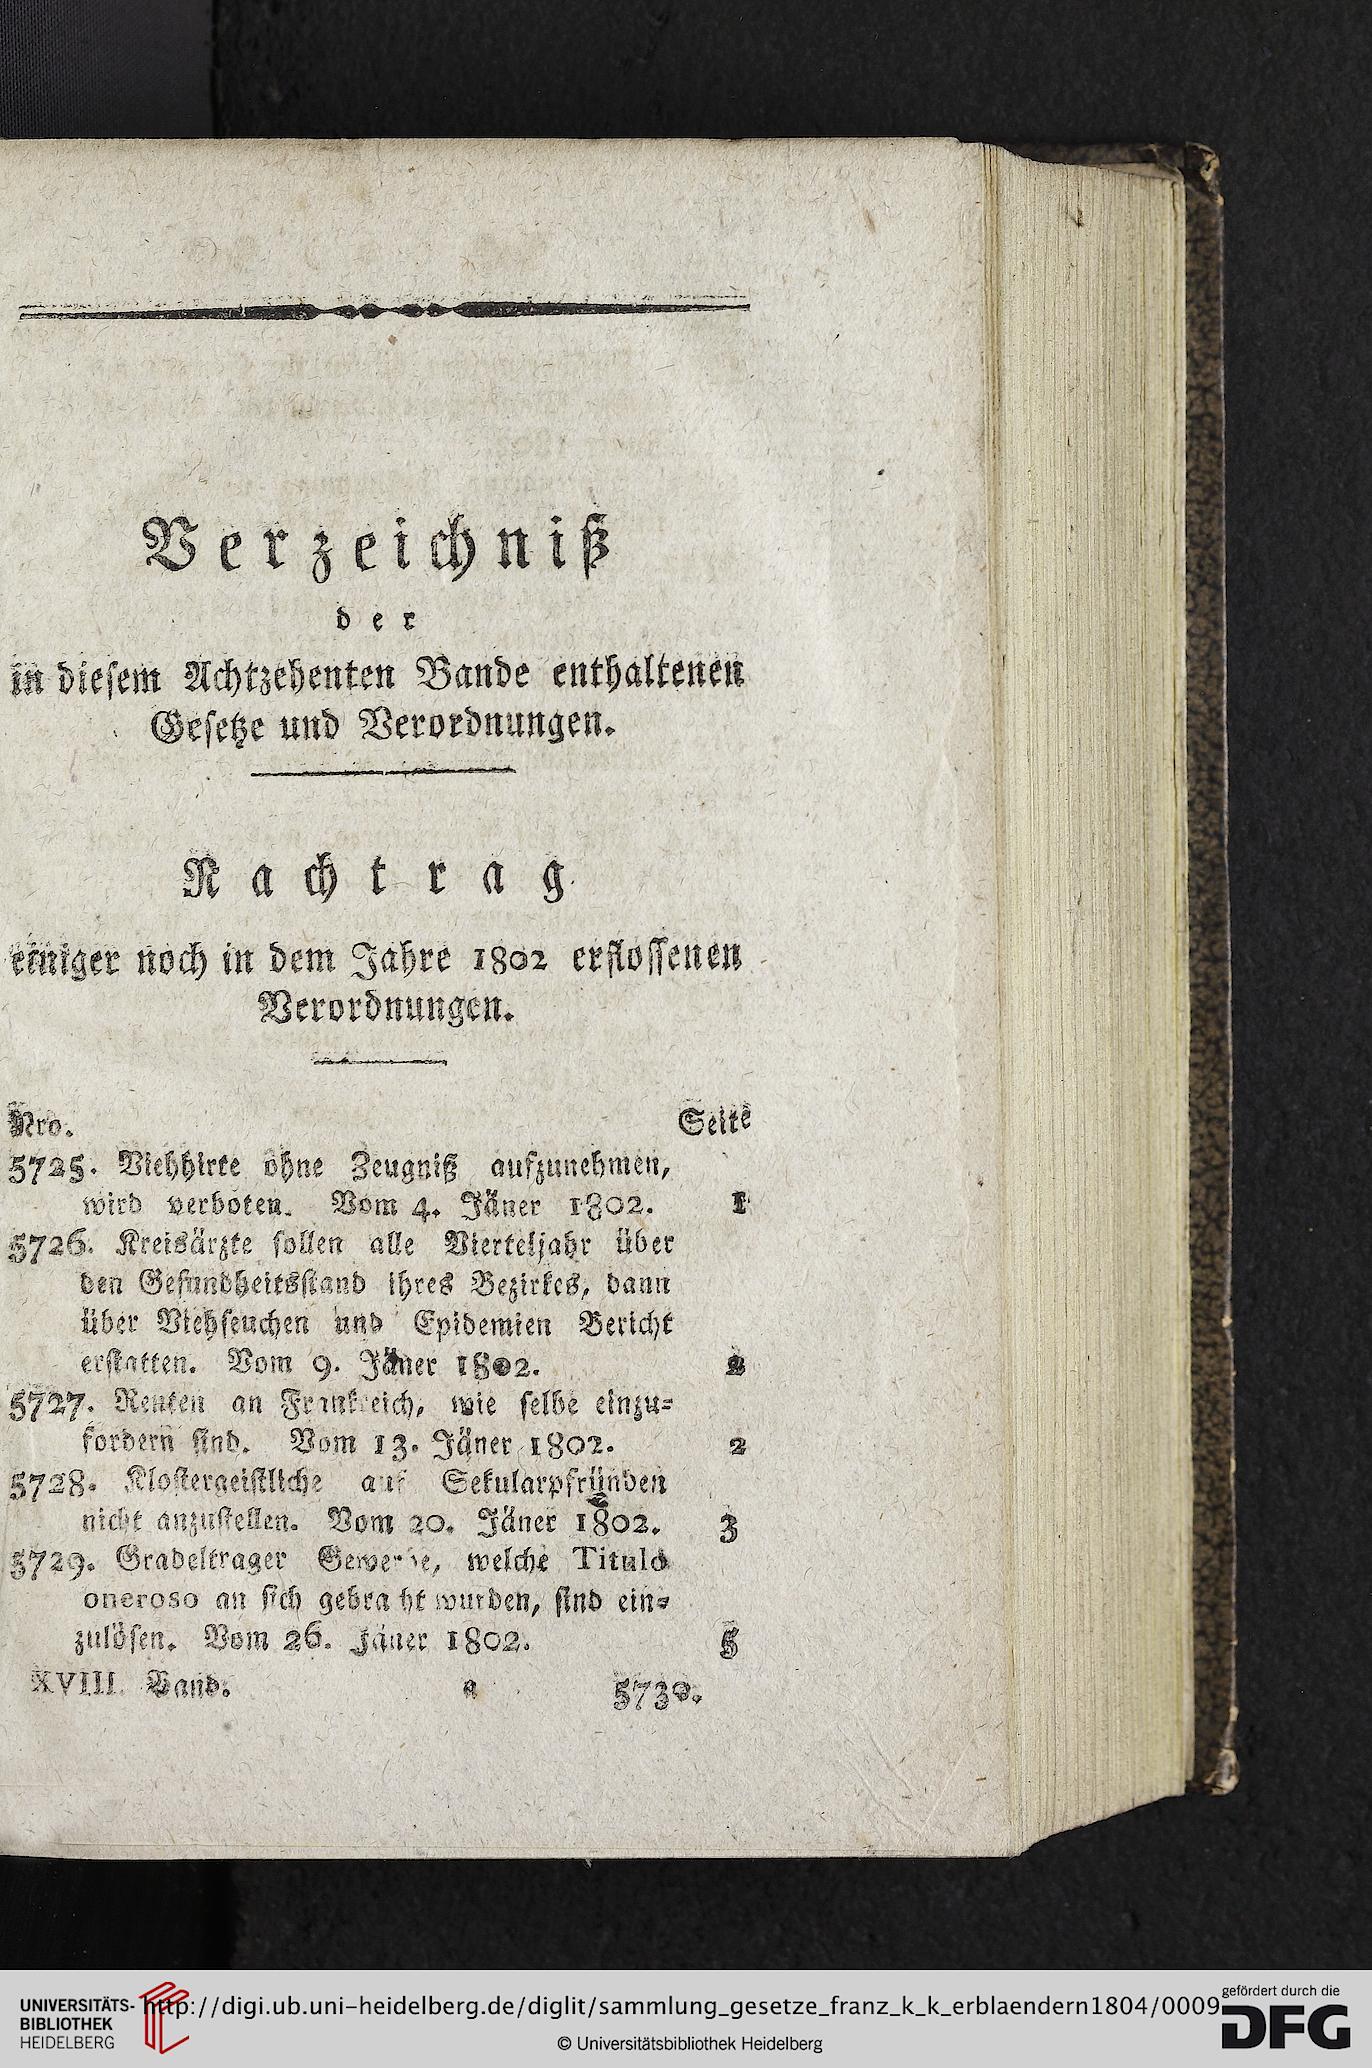 Verzeichniß
der
in diesem Achtzehenten Bande enthaltenen
Gesetze und Verordnungen.
Nachtrag
einiger noch in dem Jahre 1802 erflossenen
Verordnungen.
Nro. Seite
5725. Viehhirte ohne Zeugniß aufzunehmen,
wird verboten. Vom 4. Jäner 1802. 1
5726. Kreisärzte sollen alle Vierteljahr über
den Gesundheitsstand ihres Bezirkes, dann
über Viehseuchen und Epidemien Bericht
erstatten. Vom 9. Jäner 1802. 2
5727. Renten an Frankreich, wie selbe einzu=
fordern sind. Vom 13. Jäner 1802. 2
5728. Klostergeistliche auf Sekularpfründen
nicht anzustellen. Vom 20. Jäner 1802. 3
5729. Gradeltrager Gewerbe, welche Titulo
oneroso an sich gebracht wurden, sind ein=
zulösen. Vom 26. Jäner 1802. 5
XVIII. Band. a 5730.
UNIVERSITÄTS-
BIBLIOTHEK
HEIDELBERG
http://digi.ub.uni-heidelberg.de/diglit/sammlung_gesetze_franz_k_k_erblaendern1804/0009
© Universitätsbibliothek Heidelberg
gefördert durch die
DFG